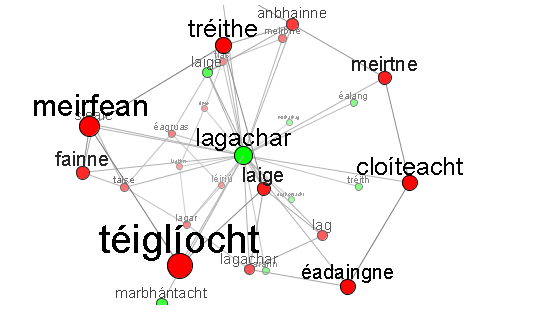 anbhainne
tréithe
meirbhe
laige
meirtne
éalang
meirfean
éagruas
lagachar
fainne
laige
cloíteacht
taise
léiriú
tréith
lagar
lag
téiglíocht
lagachar
éadaingne
marbhántacht